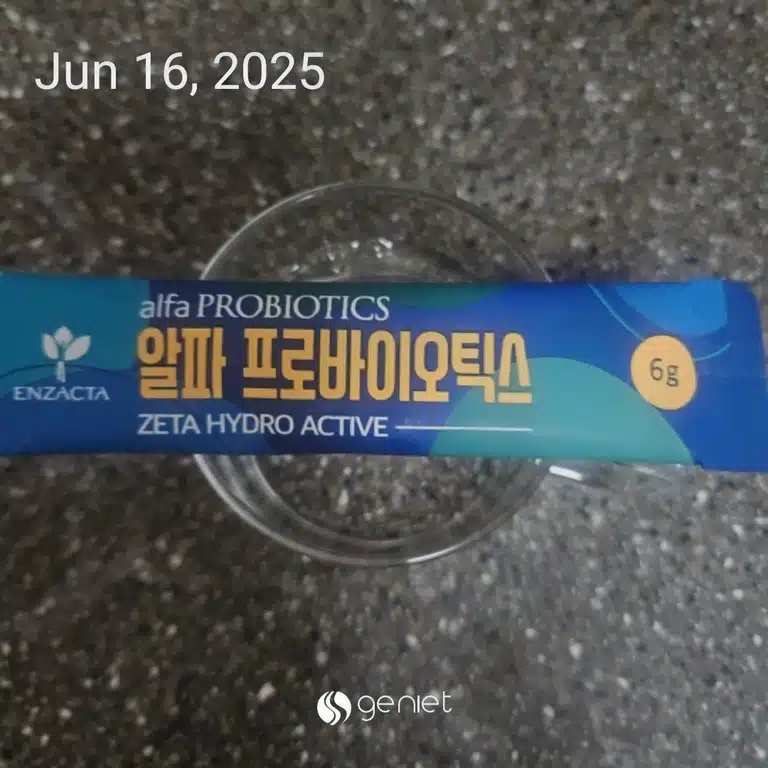 Jun 16, 2025
alfa PROBIOTICS
알파 프로바이오틱스
6g
ENZACTA
ZETA HYDRO ACTIVE
geniet